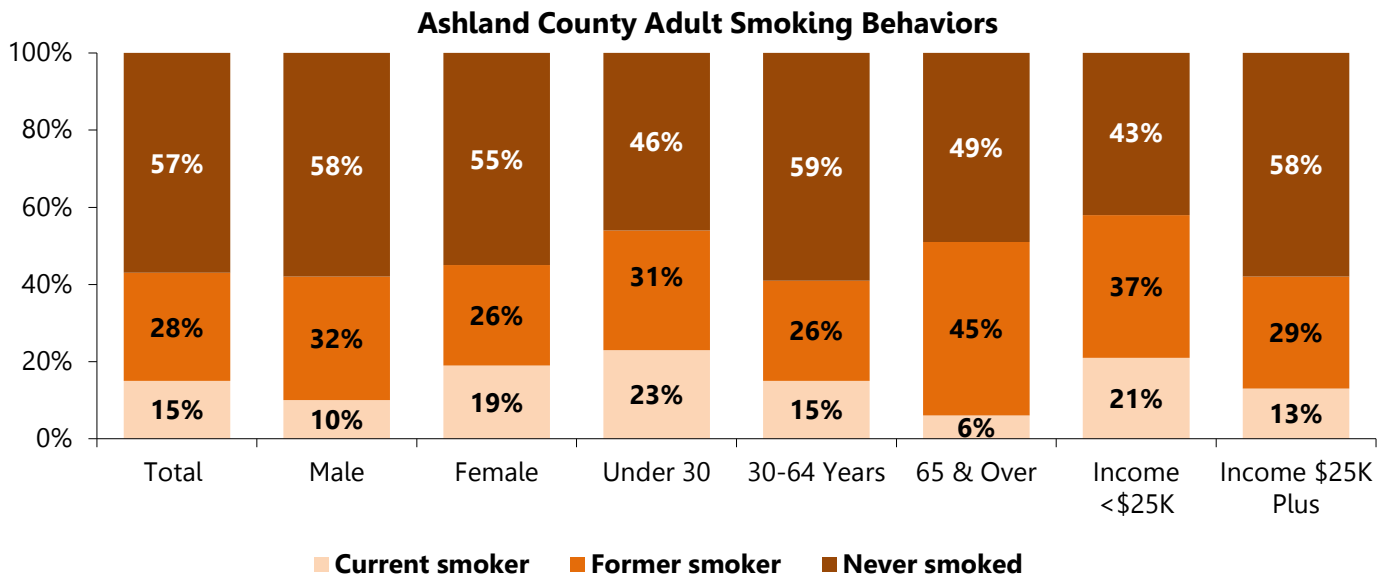 Ashland County Adult Smoking Behaviors
100%
80%
60%
40%
20%
0%
57% 58% 55% 46% 59% 49% 43% 58%
28% 32% 26% 31% 26% 45% 37% 29%
15% 10% 19% 23% 15% 6% 21% 13%
Total Male Female Under 30 30-64 Years 65 & Over Income Income $25K
<$25K Plus
Current smoker Former smoker Never smoked